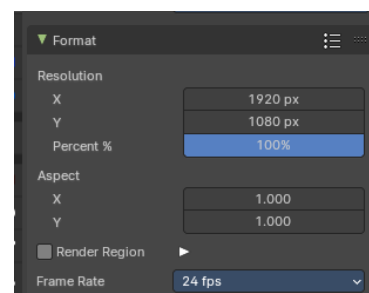 Format
Resolution
X 1920 px
Y 1080 px
Percent % 100%
Aspect
X 1.000
Y 1.000
Render Region
Frame Rate 24 fps